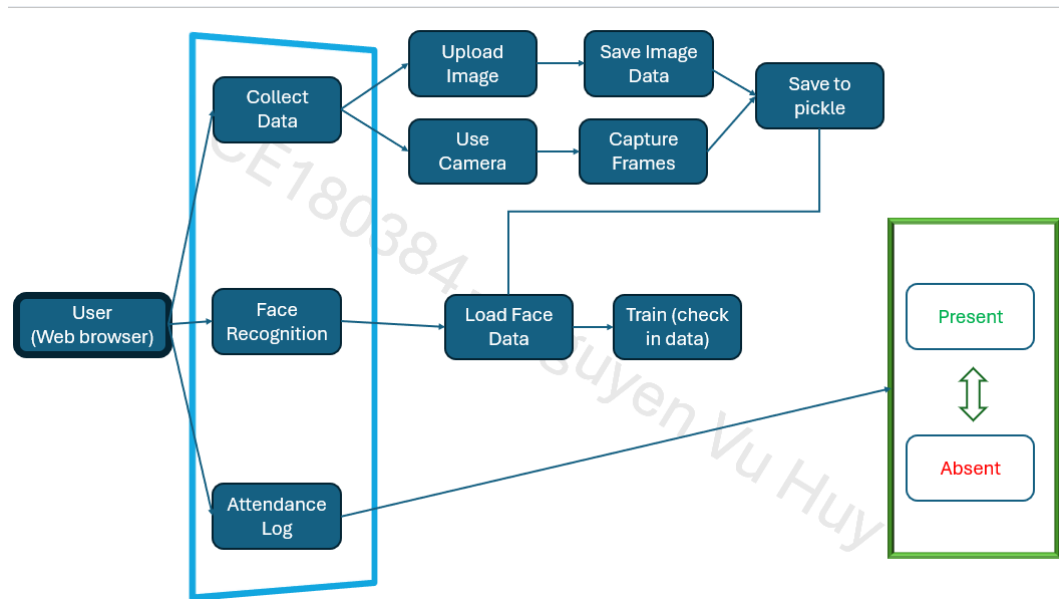 Upload
Image
Save Image
Data
Save to
pickle
Collect
Data
Use
Camera
Capture
Frames
User
(Web browser)
Face
Recognition
Load Face
Data
Train (check
in data)
Present
Absent
Attendance
Log
CE180384 - Nguyen Vu Huy